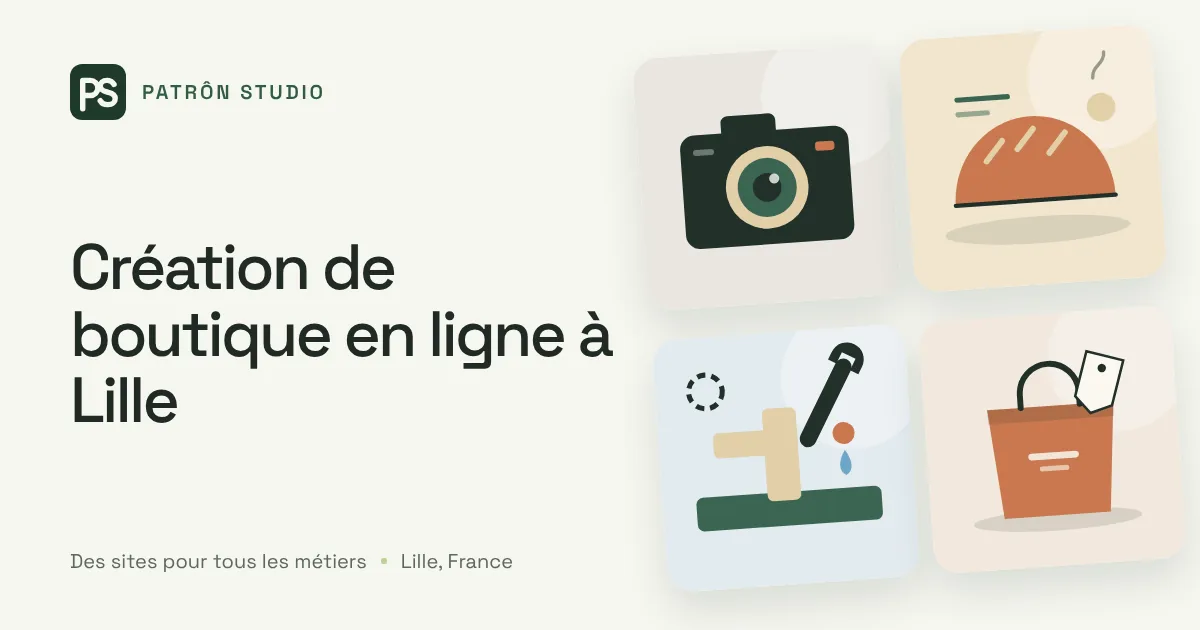 PS PATRÔN STUDIO
Création de
boutique en ligne à
Lille
Des sites pour tous les métiers • Lille, France